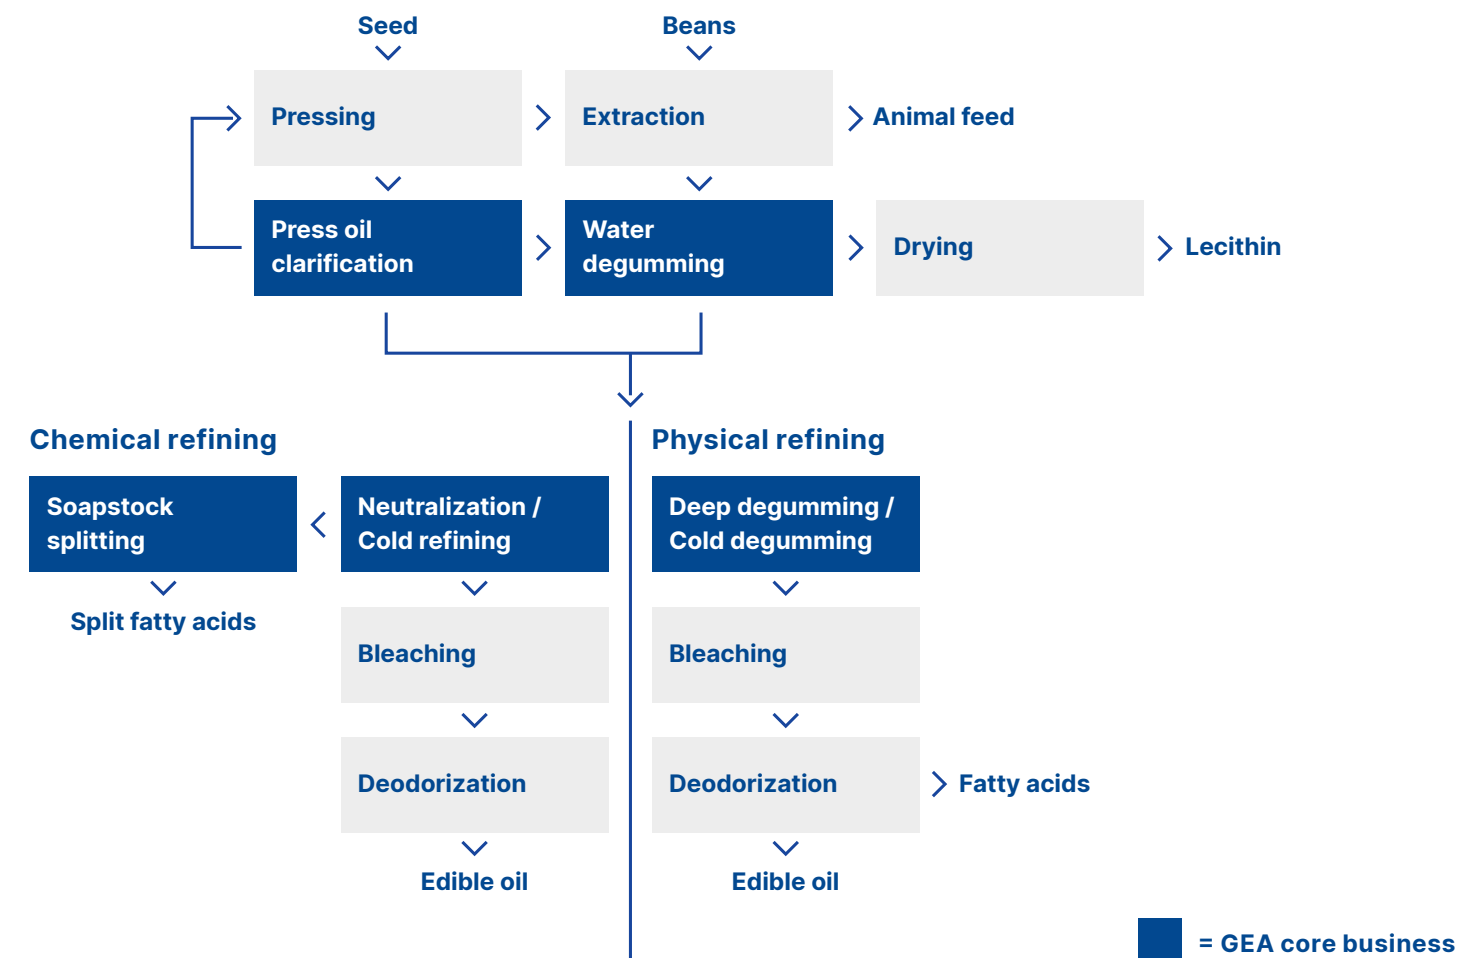 Seed
Beans
Pressing
Extraction
Animal feed
Press oil
clarification
Water
degumming
Drying
Lecithin
Chemical refining
Physical refining
Soapstock
splitting
Neutralization /
Cold refining
Deep degumming /
Cold degumming
Split fatty acids
Bleaching
Bleaching
Deodorization
Deodorization
Fatty acids
Edible oil
Edible oil
= GEA core business